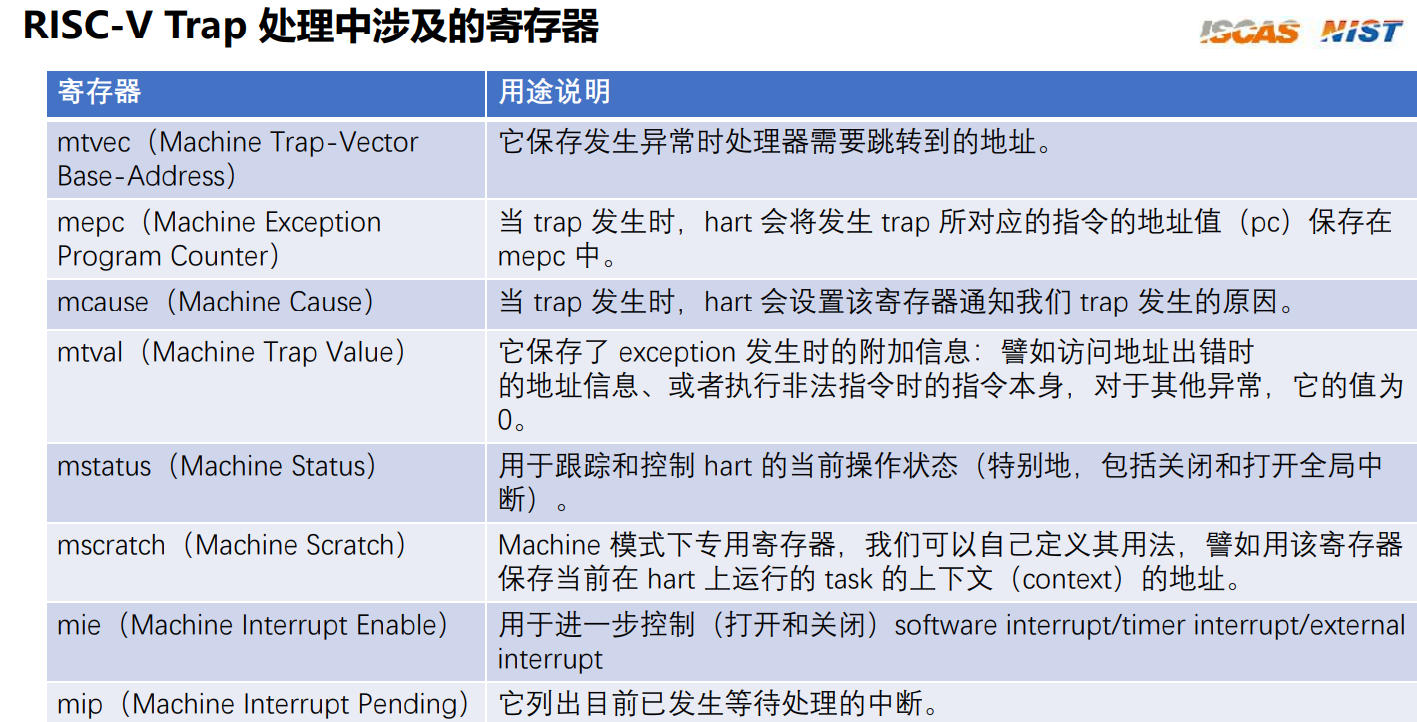 RISC-V Trap 处理中涉及的寄存器
ISCAS NIST
寄存器
用途说明
mtvec（Machine Trap-Vector
Base-Address）
它保存发生异常时处理器需要跳转到的地址。
mepc（Machine Exception
Program Counter）
当 trap 发生时，hart 会将发生 trap 所对应的指令的地址值（pc）保存在
mepc 中。
mcause（Machine Cause）
当 trap 发生时，hart 会设置该寄存器通知我们 trap 发生的原因。
mtval（Machine Trap Value）
它保存了 exception 发生时的附加信息：譬如访问地址出错时
的地址信息、或者执行非法指令时的指令本身，对于其他异常，它的值为
0。
mstatus（Machine Status）
用于跟踪和控制 hart 的当前操作状态（特别地，包括关闭和打开全局中
断）。
mscratch（Machine Scratch）
Machine 模式下专用寄存器，我们可以自己定义其用法，譬如用该寄存器
保存当前在 hart 上运行的 task 的上下文（context）的地址。
mie（Machine Interrupt Enable）
用于进一步控制（打开和关闭）software interrupt/timer interrupt/external
interrupt
mip（Machine Interrupt Pending）
它列出目前已发生等待处理的中断。